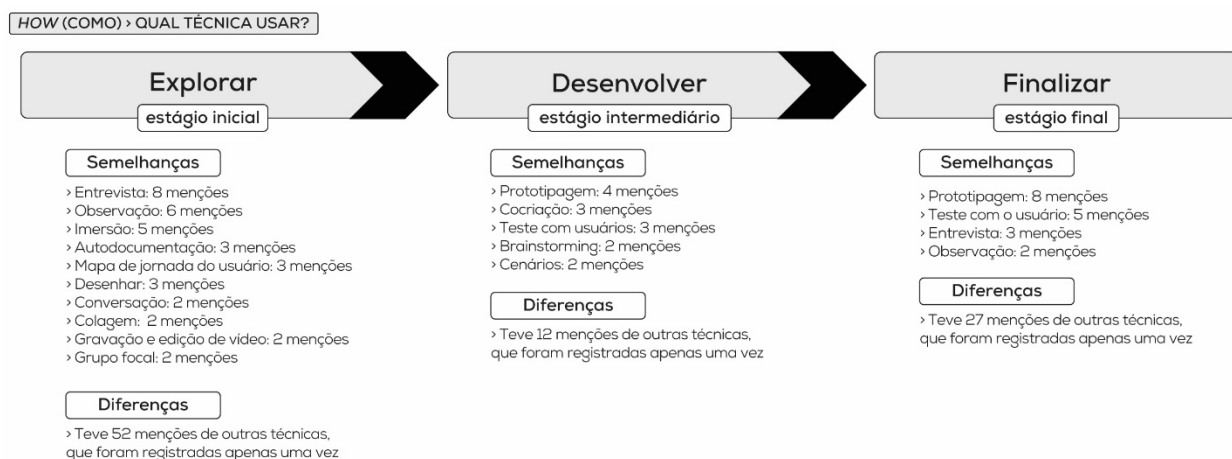 HOW (COMO) › QUAL TÉCNICA USAR?
Explorar
estágio inicial
Semelhanças
› Entrevista: 8 menções
› Observação: 6 menções
› Imersão: 5 menções
› Autodocumentação: 3 menções
› Mapa de jornada do usuário: 3 menções
› Desenhar: 3 menções
› Conversação: 2 menções
› Colagem: 2 menções
› Gravação e edição de vídeo: 2 menções
› Grupo focal: 2 menções
Diferenças
› Teve 52 menções de outras técnicas,
que foram registradas apenas uma vez
Desenvolver
estágio intermediário
Semelhanças
› Prototipagem: 4 menções
› Cocriação: 3 menções
› Teste com usuários: 3 menções
› Brainstorming: 2 menções
› Cenários: 2 menções
Diferenças
› Teve 12 menções de outras técnicas,
que foram registradas apenas uma vez
Finalizar
estágio final
Semelhanças
› Prototipagem: 8 menções
› Teste com o usuário: 5 menções
› Entrevista: 3 menções
› Observação: 2 menções
Diferenças
› Teve 27 menções de outras técnicas,
que foram registradas apenas uma vez